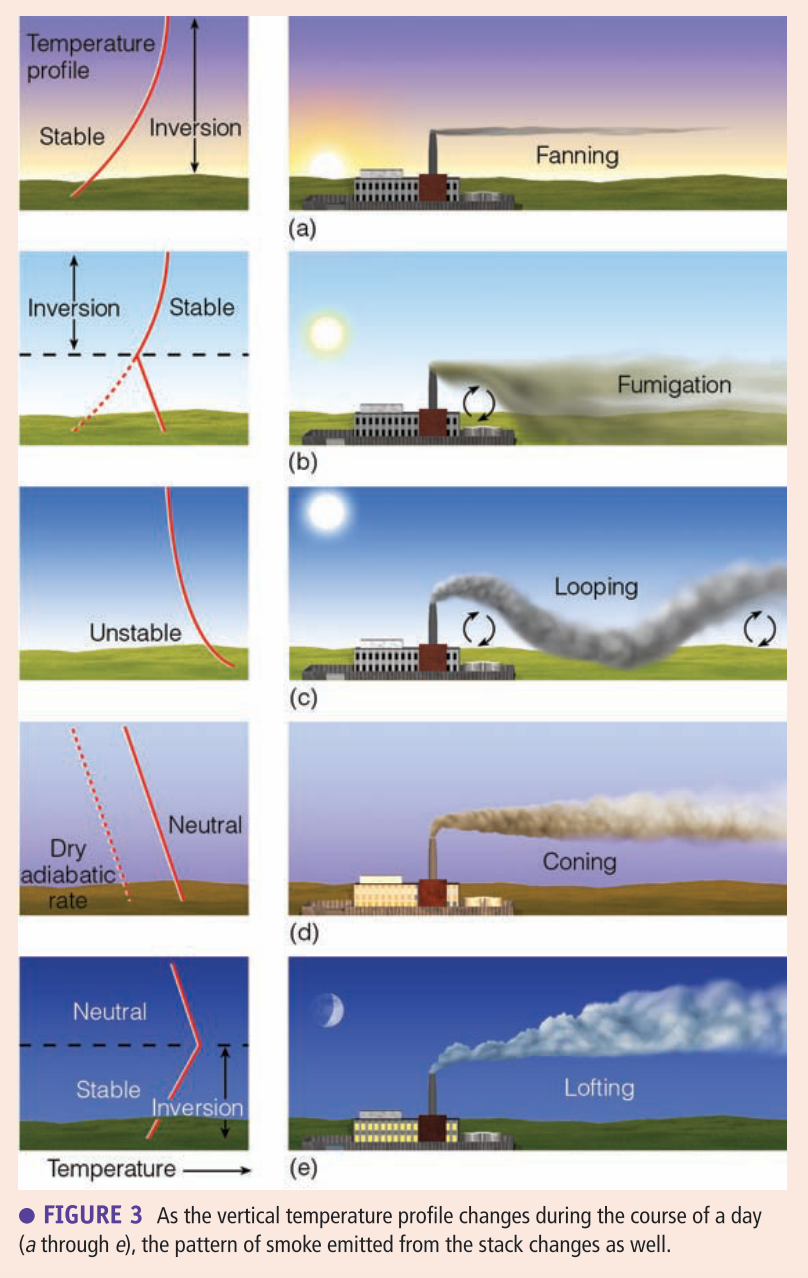 Temperature
profile
Stable
Inversion
Fanning
(a)
Inversion
Stable
Fumigation
(b)
Unstable
Looping
(c)
Neutral
Dry
adiabatic
rate
Coning
(d)
Neutral
Stable
Inversion
Lofting
Temperature
(e)
● FIGURE 3 As the vertical temperature profile changes during the course of a day
(a through e), the pattern of smoke emitted from the stack changes as well.